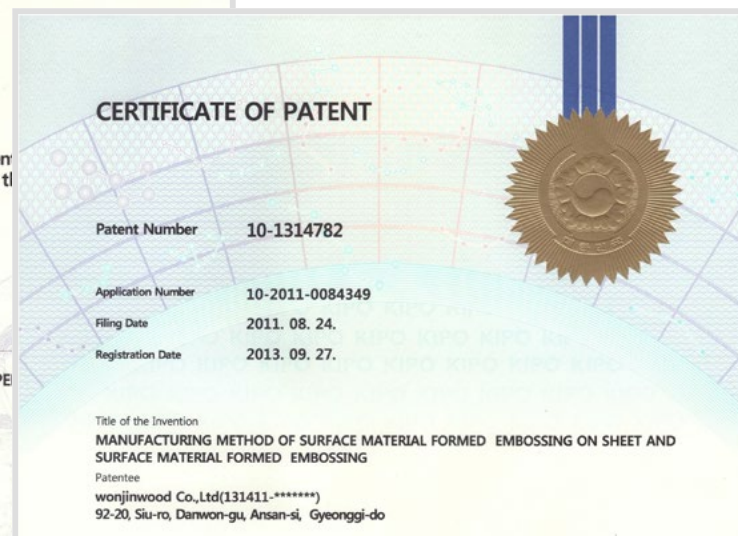 CERTIFICATE OF PATENT
Patent Number 10-1314782
Application Number 10-2011-0084349
Filing Date 2011. 08. 24.
Registration Date 2013. 09. 27.
Title of the Invention
MANUFACTURING METHOD OF SURFACE MATERIAL FORMED EMBOSSING ON SHEET AND
SURFACE MATERIAL FORMED EMBOSSING
Patentee
wonjinwood Co.,Ltd(131411-*******)
92-20, Siu-ro, Danwon-gu, Ansan-si, Gyeonggi-do